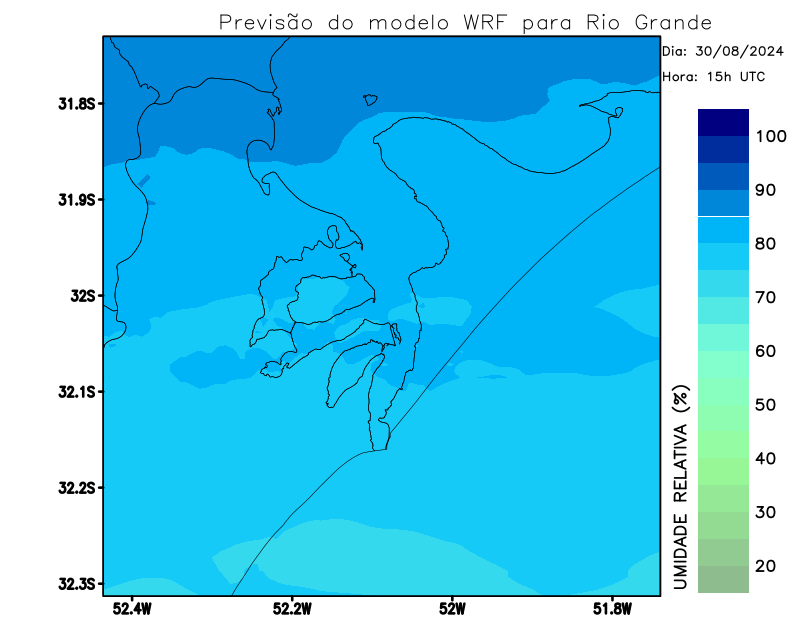 Previsão do modelo WRF para Rio Grande
Dia: 30/08/2024
Hora: 15h UTC
31.8S
31.9S
32S
32.1S
32.2S
32.3S
52.4W
52.2W
52W
51.8W
100
90
80
70
60
50
40
30
20
UMIDADE RELATIVA (%)